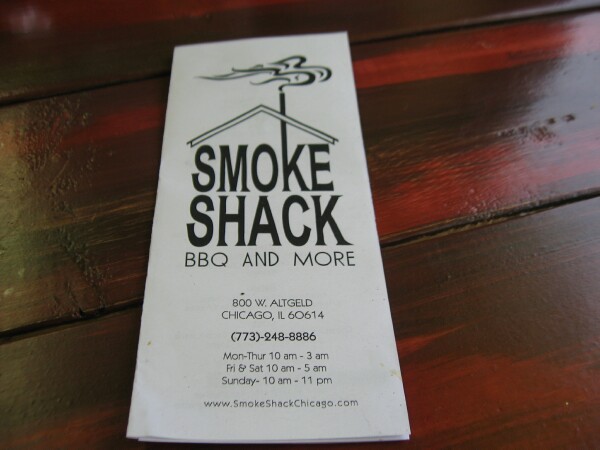 SMOKE
SHACK
BBQ AND MORE
800 W. ALTGELD
CHICAGO, IL 60614
(773)-248-8886
Mon-Thur 10 am - 3 am
Fri & Sat 10 am - 5 am
Sunday- 10 am - 11 pm
www.SmokeShackChicago.com